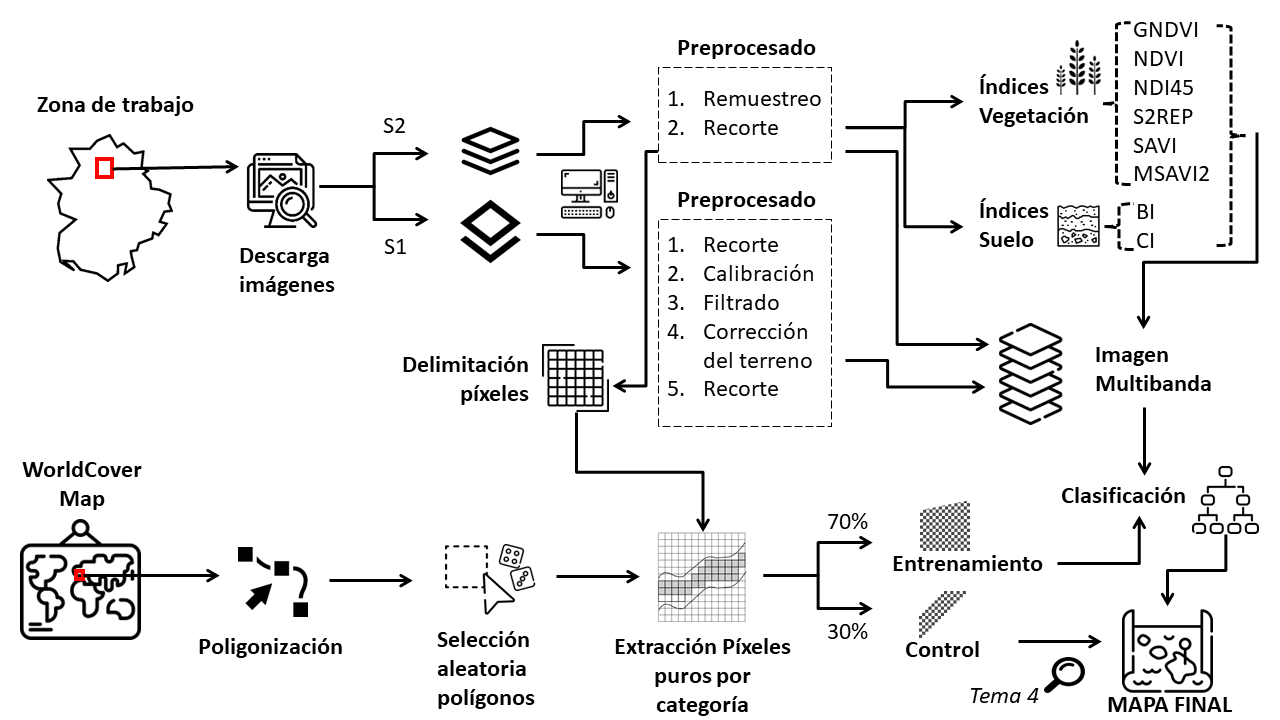 Zona de trabajo
S2
S1
Descarga
imágenes
Preprocesado
1. Remuestreo
2. Recorte
Preprocesado
1. Recorte
2. Calibración
3. Filtrado
4. Corrección
del terreno
5. Recorte
Índices
Vegetación
GNDVI
NDVI
NDI45
S2REP
SAVI
MSAVI2
Índices
Suelo
BI
CI
Imagen
Multibanda
Delimitación
píxeles
WorldCover
Map
Poligonización
Selección
aleatoria
polígonos
Extracción Píxeles
puros por
categoría
70%
30%
Entrenamiento
Control
Clasificación
Tema 4
MAPA FINAL